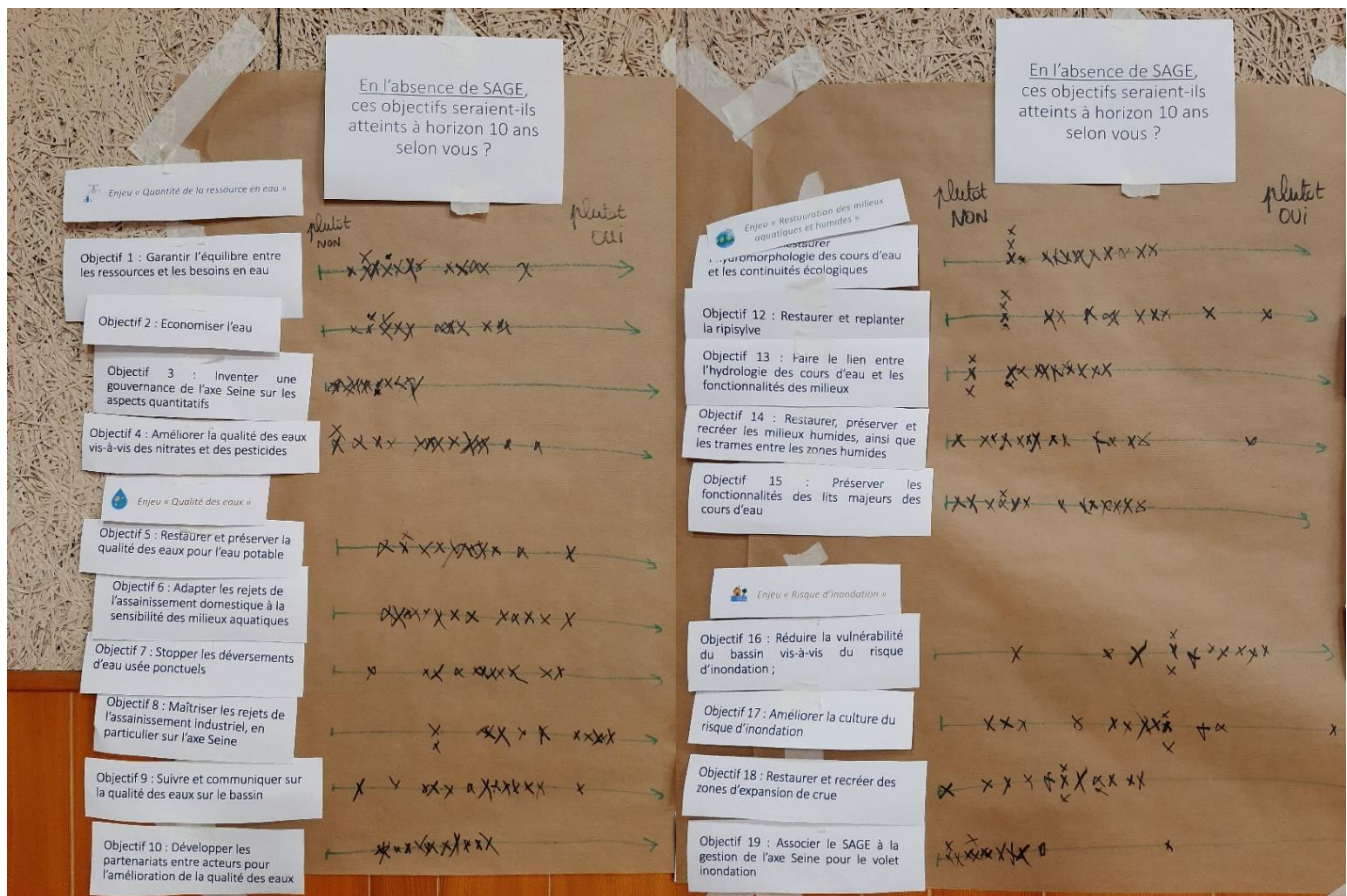 En l'absence de SAGE,
ces objectifs seraient-ils
atteints à horizon 10 ans
selon vous ?
Enjeu « Quantité de la ressource en eau »
plutôt
NON
plutot
OUI
Objectif 1 : Garantir l'équilibre entre
les ressources et les besoins en eau
Objectif 2 : Economiser l'eau
Objectif 3 : Inventer une
gouvernance de l'axe Seine sur les
aspects quantitatifs
Objectif 4 : Améliorer la qualité des eaux
vis-à-vis des nitrates et des pesticides
Enjeu « Qualité des eaux »
Objectif 5 : Restaurer et préserver la
qualité des eaux pour l'eau potable
Objectif 6 : Adapter les rejets de
l'assainissement domestique à la
sensibilité des milieux aquatiques
Objectif 7 : Stopper les déversements
d'eau usée ponctuels
Objectif 8 : Maîtriser les rejets de
l'assainissement industriel, en
particulier sur l'axe Seine
Objectif 9 : Suivre et communiquer sur
la qualité des eaux sur le bassin
Objectif 10 : Développer les
partenariats entre acteurs pour
l'amélioration de la qualité des eaux
En l'absence de SAGE,
ces objectifs seraient-ils
atteints à horizon 10 ans
selon vous ?
plutot
NON
plutot
OUi
Enjeu « Restauration des milieux
aquatiques et humides »
l'hydromorphologie des cours d'eau
et les continuités écologiques
Objectif 12 : Restaurer et replanter
la ripisylve
Objectif 13 : Faire le lien entre
l'hydrologie des cours d'eau et les
fonctionnalités des milieux
Objectif 14 : Restaurer, préserver et
recréer les milieux humides, ainsi que
les trames entre les zones humides
Objectif 15 : Préserver les
fonctionnalités des lits majeurs des
cours d'eau
Enjeu « Risque d'inondation »
Objectif 16 : Réduire la vulnérabilité
du bassin vis-à-vis du risque
d'inondation ;
Objectif 17 : Améliorer la culture du
risque d'inondation
Objectif 18 : Restaurer et recréer des
zones d'expansion de crue
Objectif 19 : Associer le SAGE à la
gestion de l'axe Seine pour le volet
inondation